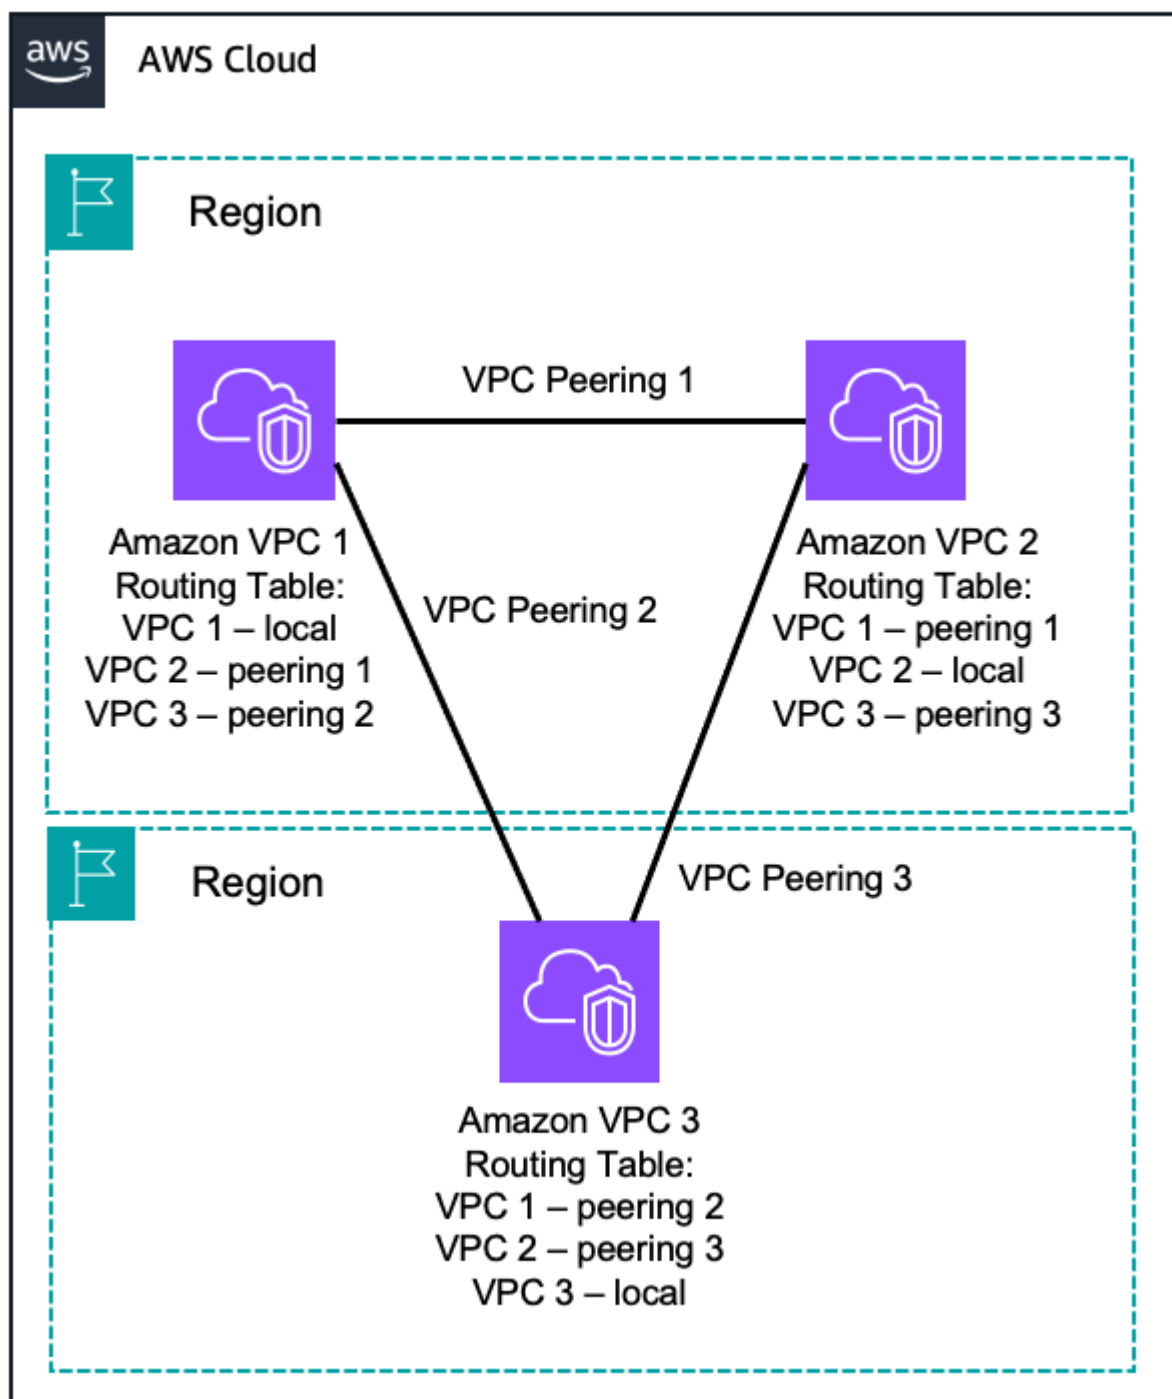 aws
AWS Cloud
Region
VPC Peering 1
Amazon VPC 1
Routing Table:
VPC 1 – local
VPC 2 – peering 1
VPC 3 – peering 2
VPC Peering 2
Amazon VPC 2
Routing Table:
VPC 1 – peering 1
VPC 2 – local
VPC 3 – peering 3
Region
VPC Peering 3
Amazon VPC 3
Routing Table:
VPC 1 – peering 2
VPC 2 – peering 3
VPC 3 – local